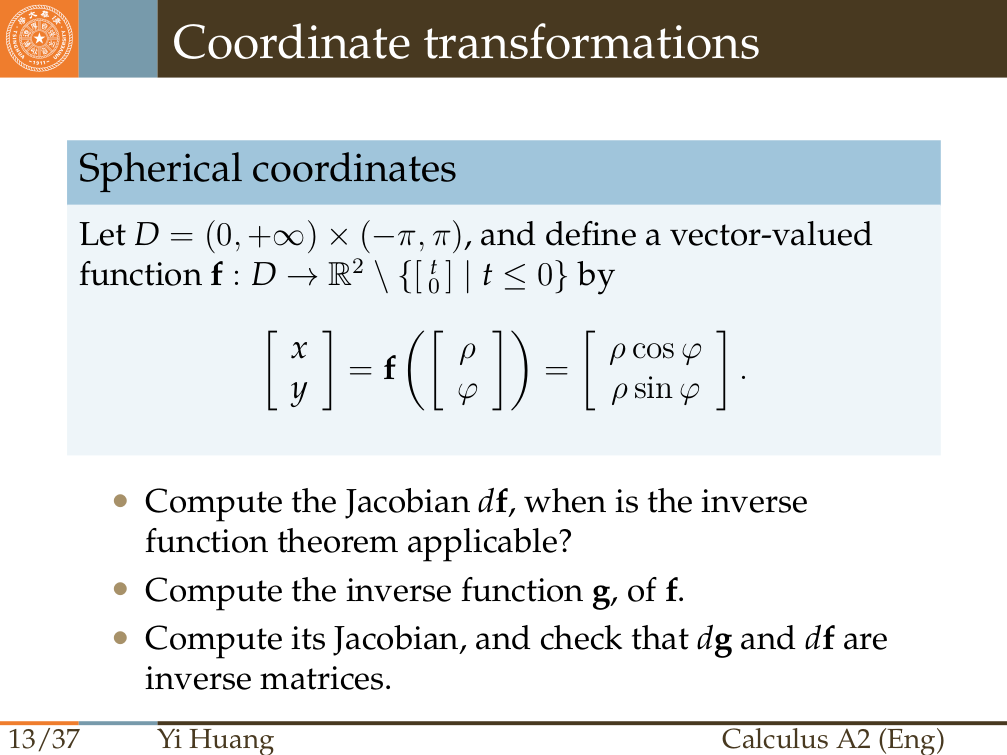 Coordinate transformations
Spherical coordinates
Let D = (0, +∞) × (−π, π), and define a vector-valued
function f : D → ℝ² \ {[ t 0 ] | t ≤ 0} by
[ x y ] = f ( [ ρ φ ] ) = [ ρ cos φ ρ sin φ ] .
• Compute the Jacobian df, when is the inverse
function theorem applicable?
• Compute the inverse function g, of f.
• Compute its Jacobian, and check that dg and df are
inverse matrices.
13/37 Yi Huang Calculus A2 (Eng)